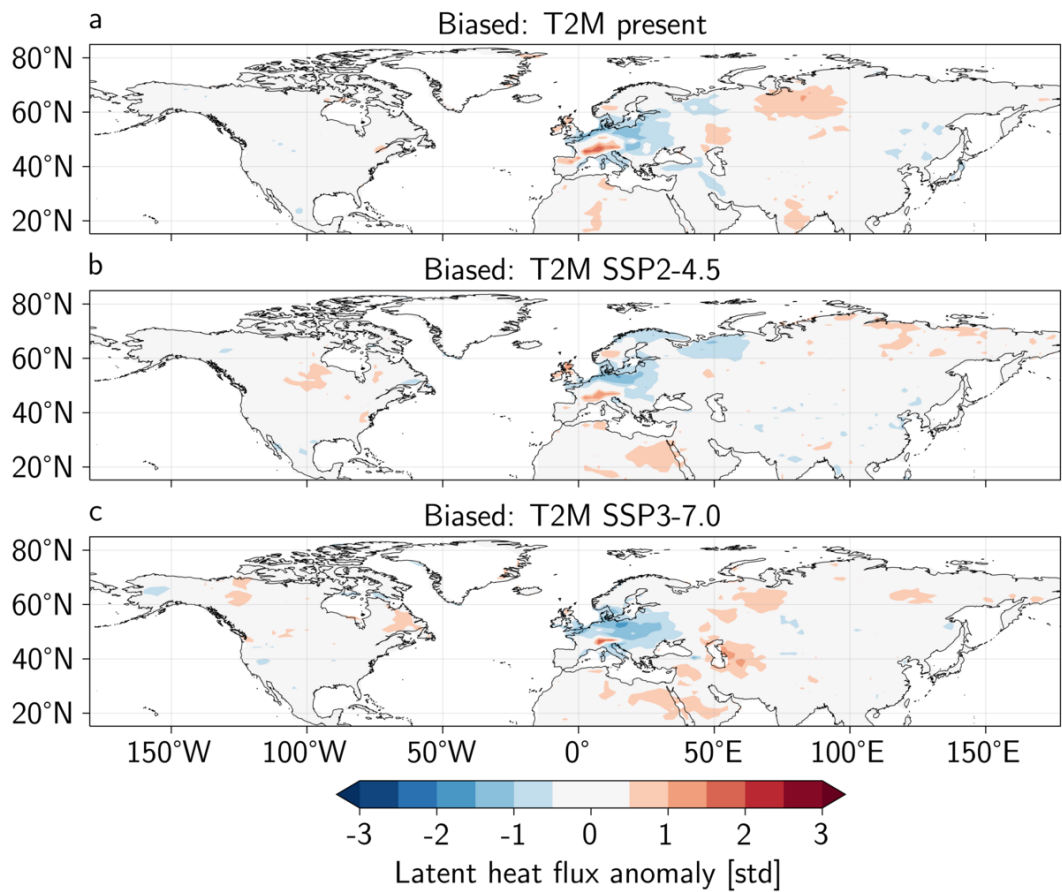 a
Biased: T2M present
80°N
60°N
40°N
20°N
b
Biased: T2M SSP2-4.5
80°N
60°N
40°N
20°N
c
Biased: T2M SSP3-7.0
80°N
60°N
40°N
20°N
150°W 100°W 50°W 0 50°E 100°E 150°E
-3 -2 -1 0 1 2 3
Latent heat flux anomaly [std]